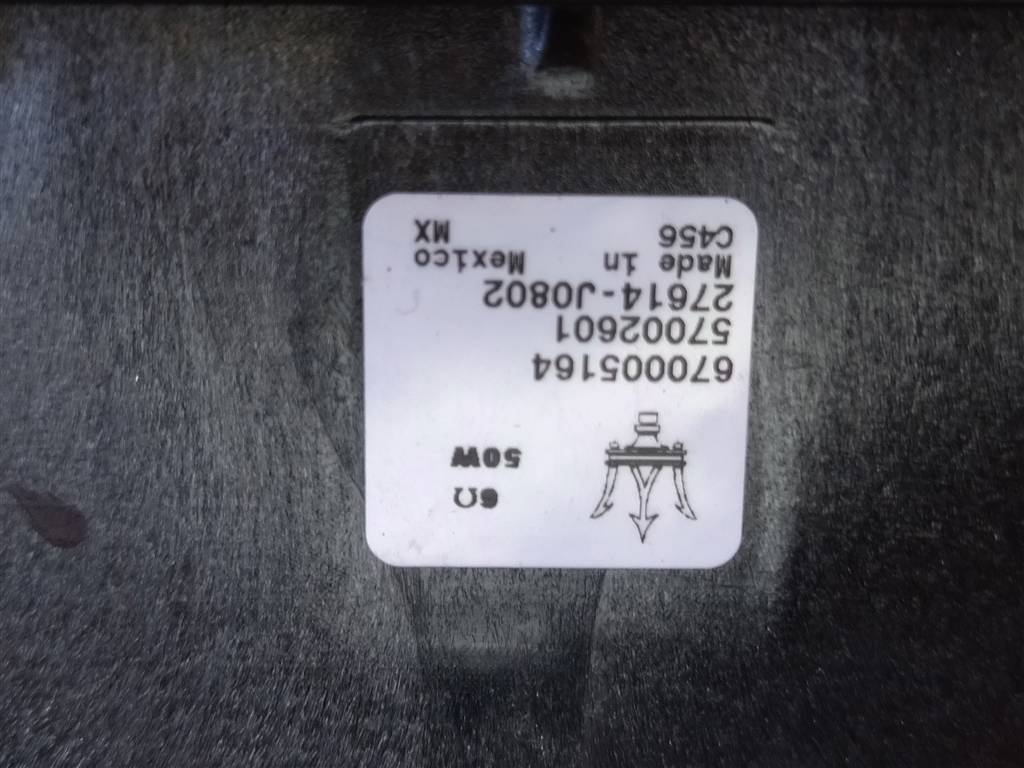 6Ω
50W
670005164
57002601
27614-J0802
Made in Mexico
C456 MX